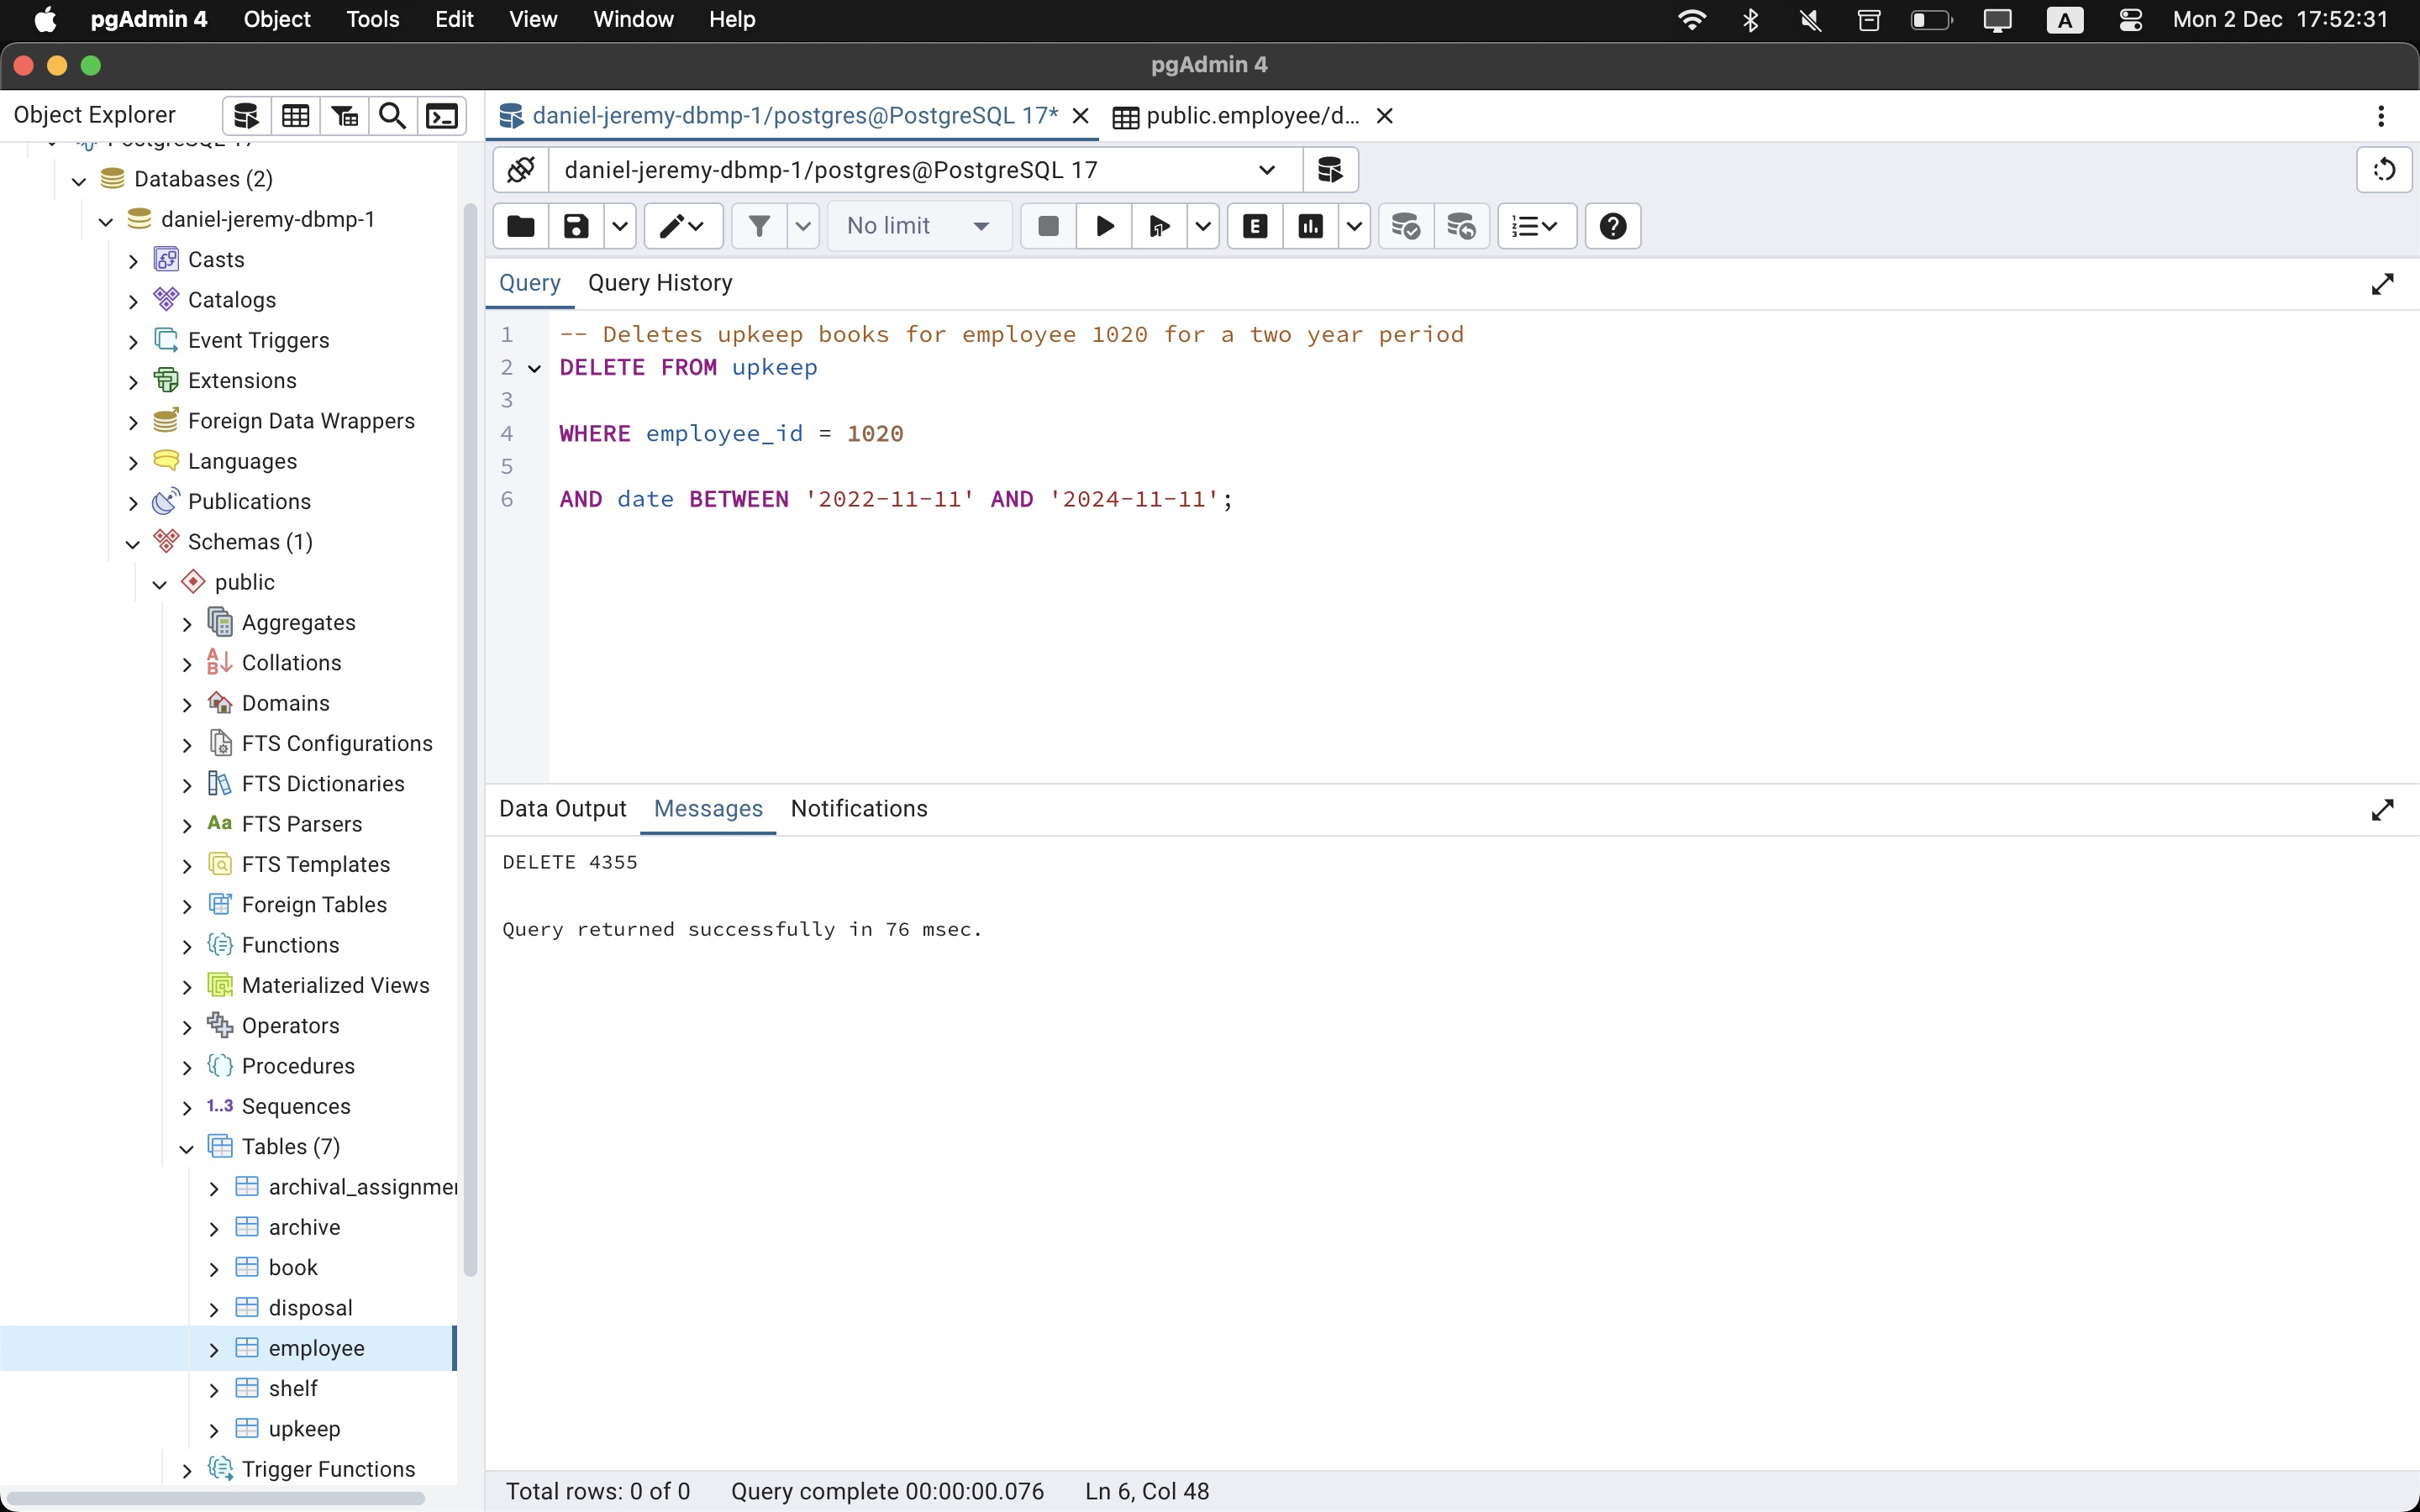 pgAdmin 4 Object Tools Edit View Window Help A Mon 2 Dec 17:52:31
pgAdmin 4
Object Explorer
daniel-jeremy-dbmp-1/postgres@PostgreSQL 17*
public.employee/d...
daniel-jeremy-dbmp-1/postgres@PostgreSQL 17
No limit
E
Query Query History
1 -- Deletes upkeep books for employee 1020 for a two year period
2 DELETE FROM upkeep
3
4 WHERE employee_id = 1020
5
6 AND date BETWEEN '2022-11-11' AND '2024-11-11';
Data Output Messages Notifications
DELETE 4355
Query returned successfully in 76 msec.
Total rows: 0 of 0 Query complete 00:00:00.076 Ln 6, Col 48
Databases (2)
daniel-jeremy-dbmp-1
Casts
Catalogs
Event Triggers
Extensions
Foreign Data Wrappers
Languages
Publications
Schemas (1)
public
Aggregates
Collations
Domains
FTS Configurations
FTS Dictionaries
Aa FTS Parsers
FTS Templates
Foreign Tables
Functions
Materialized Views
Operators
Procedures
1..3 Sequences
Tables (7)
archival_assignme
archive
book
disposal
employee
shelf
upkeep
Trigger Functions